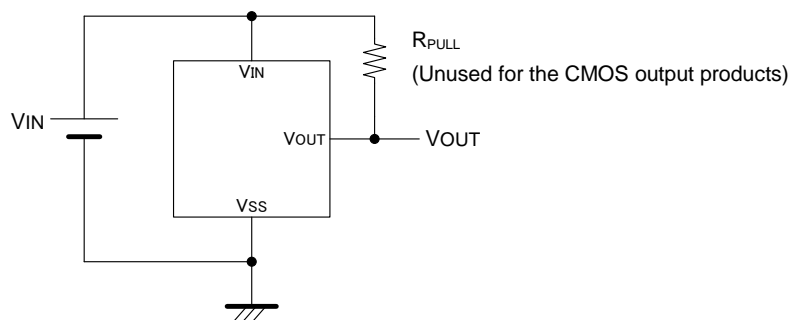 RPULL
VIN
(Unused for the CMOS output products)
VIN
VOUT
VOUT
VSS